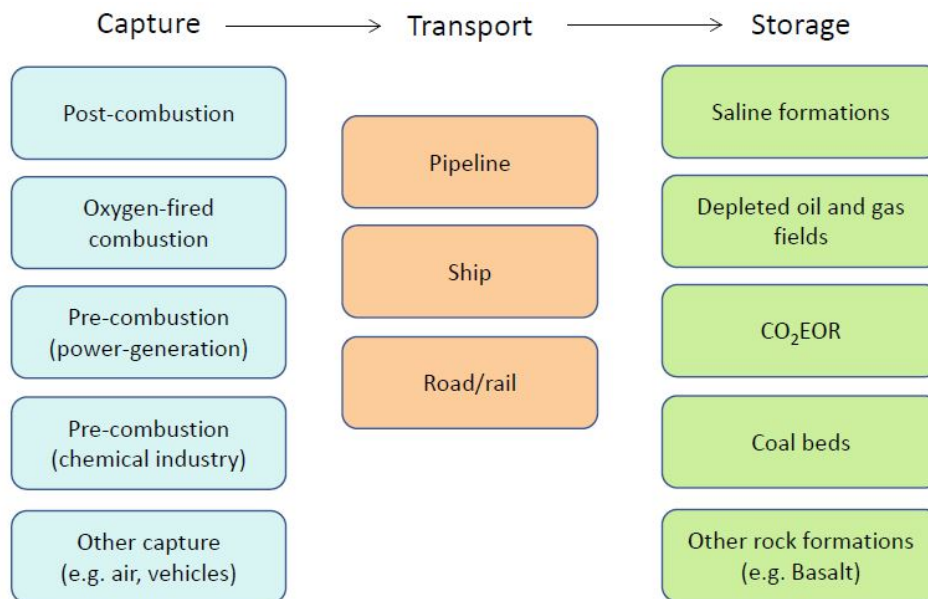 Capture
Transport
Storage
Post-combustion
Oxygen-fired
combustion
Pre-combustion
(power-generation)
Pre-combustion
(chemical industry)
Other capture
(e.g. air, vehicles)
Pipeline
Ship
Road/rail
Saline formations
Depleted oil and gas
fields
CO₂EOR
Coal beds
Other rock formations
(e.g. Basalt)